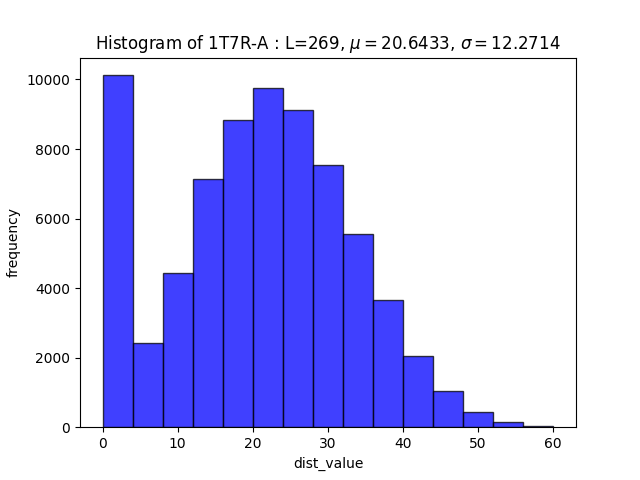 Histogram of 1T7R-A : L=269, μ = 20.6433, σ = 12.2714
10000
8000
6000
4000
2000
0
frequency
0 10 20 30 40 50 60
dist_value